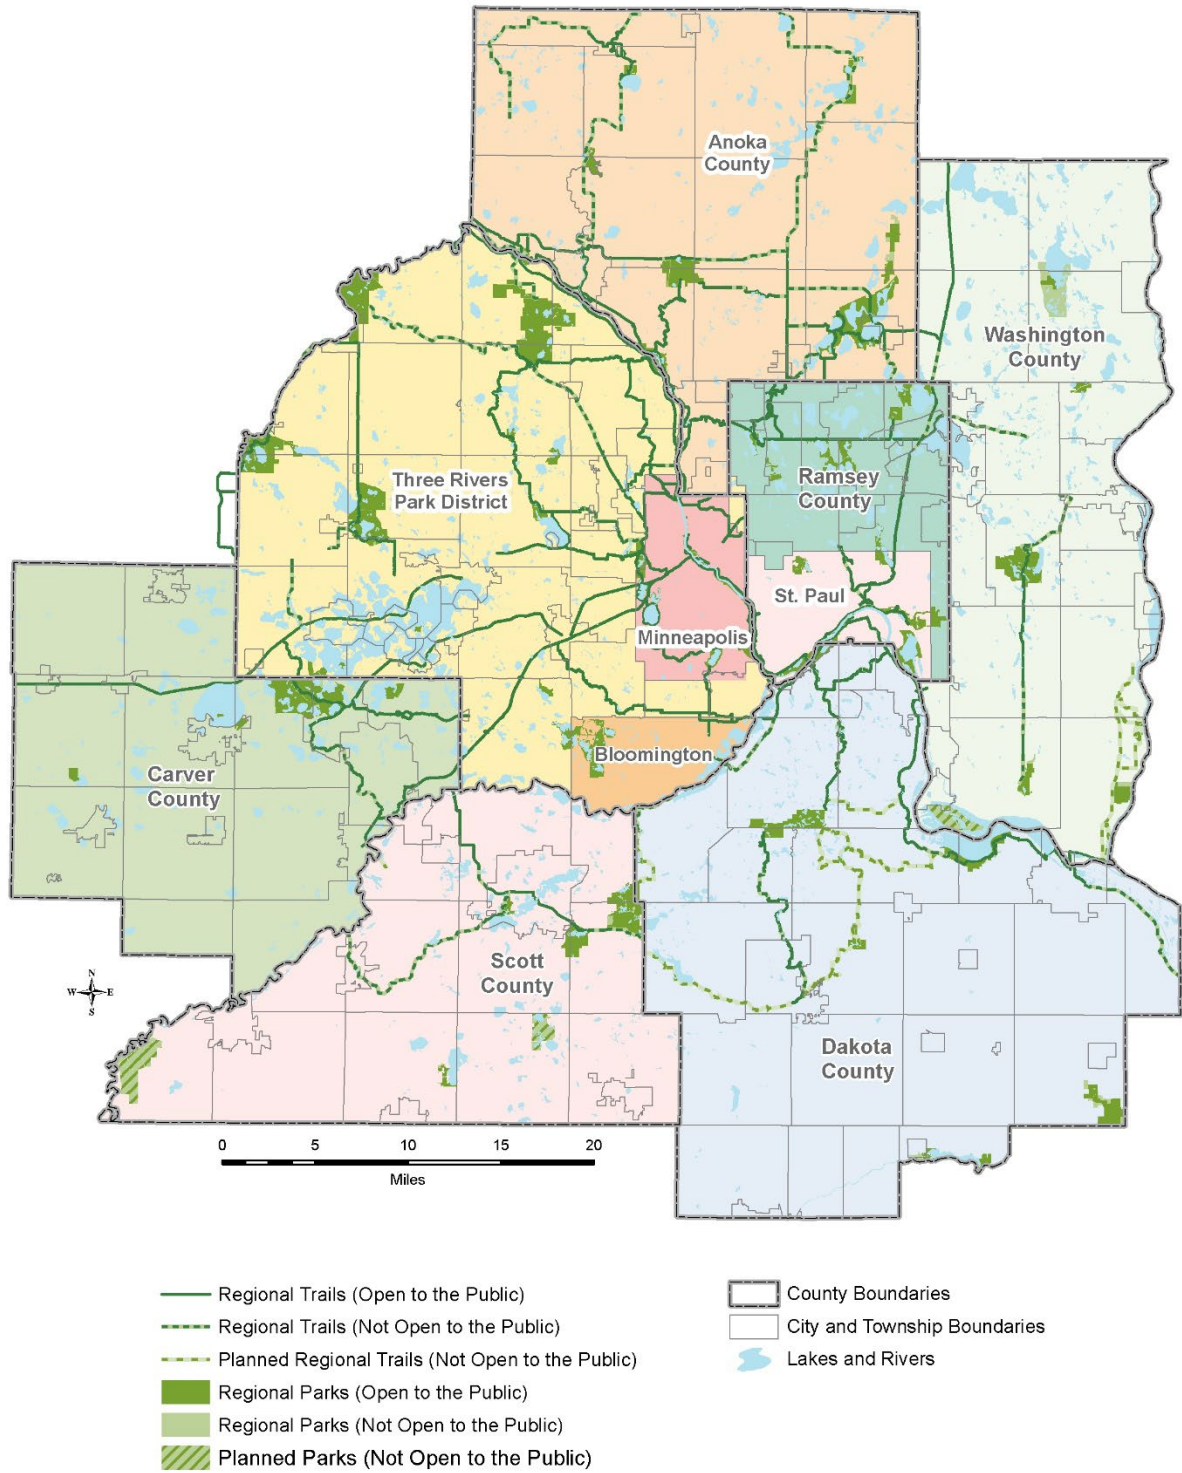 Anoka
County
Washington
County
Three Rivers
Park District
Ramsey
County
St. Paul
Minneapolis
Bloomington
Carver
County
Scott
County
N
W E
S
Dakota
County
0 5 10 15 20
Miles
Regional Trails (Open to the Public)
Regional Trails (Not Open to the Public)
Planned Regional Trails (Not Open to the Public)
Regional Parks (Open to the Public)
Regional Parks (Not Open to the Public)
Planned Parks (Not Open to the Public)
County Boundaries
City and Township Boundaries
Lakes and Rivers